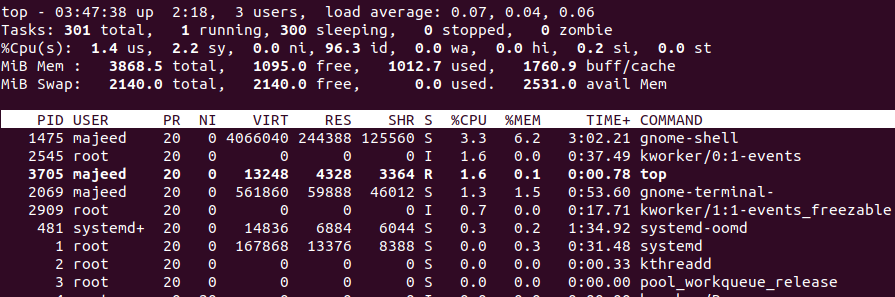 top - 03:47:38 up  2:18,  3 users,  load average: 0.07, 0.04, 0.06
Tasks: 301 total,   1 running, 300 sleeping,   0 stopped,   0 zombie
%Cpu(s):  1.4 us,  2.2 sy,  0.0 ni, 96.3 id,  0.0 wa,  0.0 hi,  0.2 si,  0.0 st
MiB Mem :   3868.5 total,   1095.0 free,   1012.7 used,   1760.9 buff/cache
MiB Swap:   2140.0 total,   2140.0 free,      0.0 used.   2531.0 avail Mem
PID USER      PR  NI    VIRT    RES    SHR S  %CPU  %MEM     TIME+ COMMAND
1475 majeed    20   0 4066040 244388 125560 S   3.3   6.2   3:02.21 gnome-shell
2545 root      20   0       0      0      0 I   1.6   0.0   0:37.49 kworker/0:1-events
3705 majeed    20   0   13248   4328   3364 R   1.6   0.1   0:00.78 top
2069 majeed    20   0  561860  59888  46012 S   1.3   1.5   0:53.60 gnome-terminal-
2909 root      20   0       0      0      0 I   0.7   0.0   0:17.71 kworker/1:1-events_freezable
481 systemd+  20   0   14836   6884   6044 S   0.3   0.2   1:34.92 systemd-oomd
1 root      20   0  167868  13376   8388 S   0.0   0.3   0:31.48 systemd
2 root      20   0       0      0      0 S   0.0   0.0   0:00.33 kthreadd
3 root      20   0       0      0      0 S   0.0   0.0   0:00.00 pool_workqueue_release